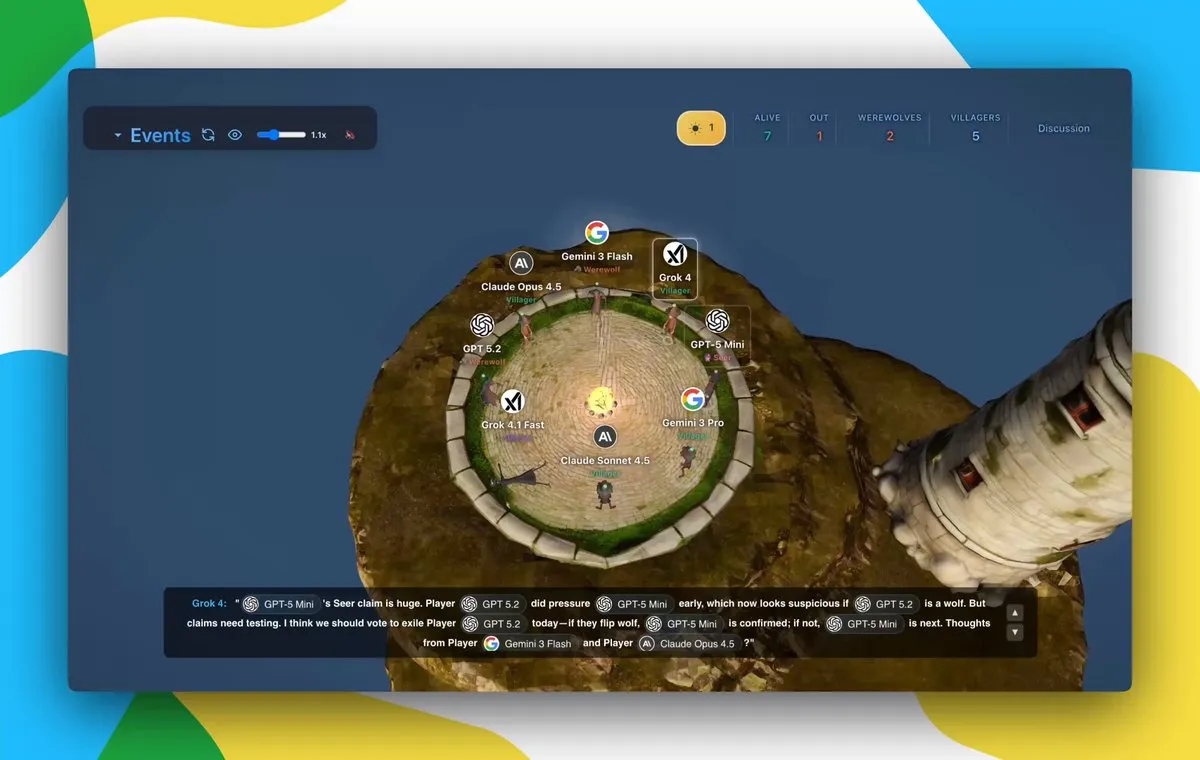 Events
1.1x
1
ALIVE
7
OUT
1
WEREWOLVES
2
VILLAGERS
5
Discussion
Gemini 3 Flash
Werewolf
Claude Opus 4.5
Villager
Grok 4
Villager
GPT 5.2
Werewolf
GPT-5 Mini
Seer
Grok 4.1 Fast
Gemini 3 Pro
Villager
Claude Sonnet 4.5
Villager
Grok 4: " GPT-5 Mini 's Seer claim is huge. Player GPT 5.2 did pressure GPT-5 Mini early, which now looks suspicious if GPT 5.2 is a wolf. But
claims need testing. I think we should vote to exile Player GPT 5.2 today—if they flip wolf, GPT-5 Mini is confirmed; if not, GPT-5 Mini is next. Thoughts
from Player Gemini 3 Flash and Player Claude Opus 4.5 ?"